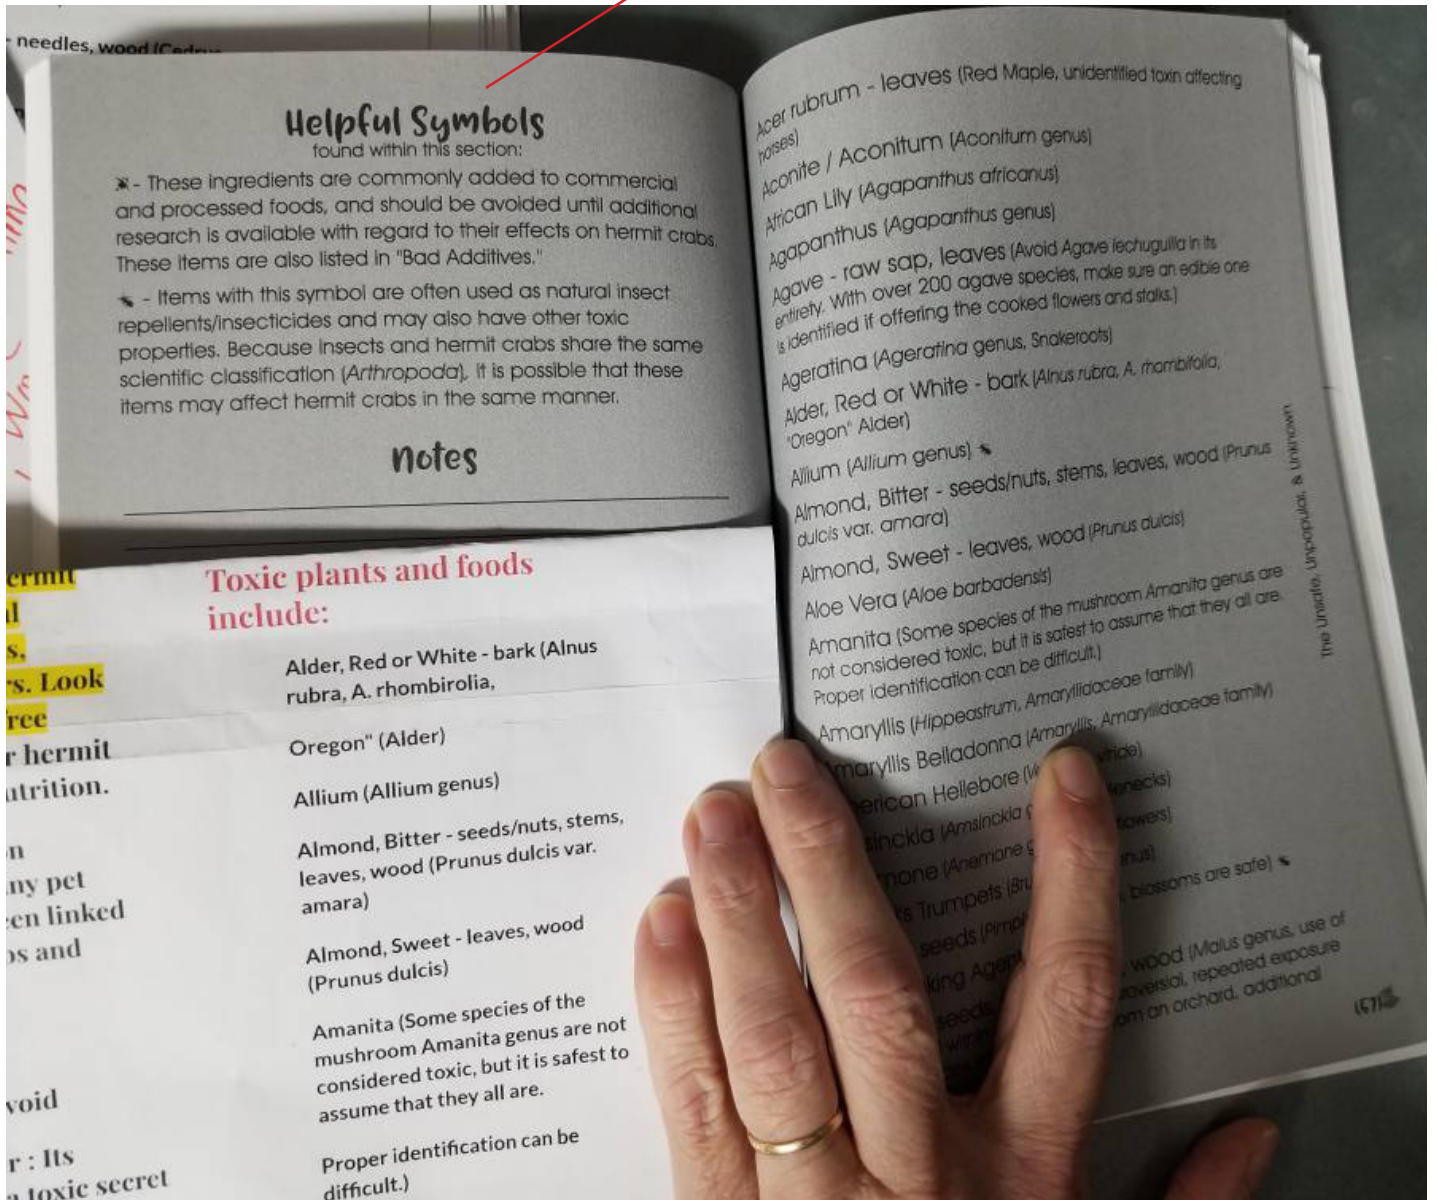 - needles, wood
Helpful Symbols
found within this section:
- These ingredients are commonly added to commercial
and processed foods, and should be avoided until additional
research is available with regard to their effects on hermit crabs.
These items are also listed in "Bad Additives."
- Items with this symbol are often used as natural insect
repellents/insecticides and may also have other toxic
properties. Because insects and hermit crabs share the same
scientific classification (Arthropoda), it is possible that these
items may affect hermit crabs in the same manner.
notes
Acer rubrum - leaves (Red Maple, unidentified toxin affecting
horses)
Aconite / Aconitum (Aconitum genus)
African Lily (Agapanthus africanus)
Agapanthus (Agapanthus genus)
Agave - raw sap, leaves (Avoid Agave lechuguilla in its
entirety. With over 200 agave species, make sure an edible one
is identified if offering the cooked flowers and stalks.)
Ageratina (Ageratina genus, Snakeroots)
Alder, Red or White - bark (Alnus rubra, A. rhombifolia,
"Oregon" Alder)
Allium (Allium genus)
Almond, Bitter - seeds/nuts, stems, leaves, wood (Prunus
dulcis var. amara)
Almond, Sweet - leaves, wood (Prunus dulcis)
Aloe Vera (Aloe barbadensis)
Amanita (Some species of the mushroom Amanita genus are
not considered toxic, but it is safest to assume that they all are.
Proper identification can be difficult.)
Amaryllis (Hippeastrum, Amaryllidaceae family)
Amaryllis Belladonna (Amaryllis, Amaryllidaceae family)
Hellebore
(Amsinckia
(Anemone
Trumpets
seeds blossoms are safe)
wood (Malus genus, use of
seeds repeated exposure
an orchard, additional
The Unsafe, Unpopular, & Unknown
(67)
Toxic plants and foods
include:
Alder, Red or White - bark (Alnus
rubra, A. rhombirolia,
Oregon" (Alder)
Allium (Allium genus)
Almond, Bitter - seeds/nuts, stems,
leaves, wood (Prunus dulcis var.
amara)
Almond, Sweet - leaves, wood
(Prunus dulcis)
Amanita (Some species of the
mushroom Amanita genus are not
considered toxic, but it is safest to
assume that they all are.
Proper identification can be
difficult.)
Look
hermit
pet
linked
and
: Its
toxic secret